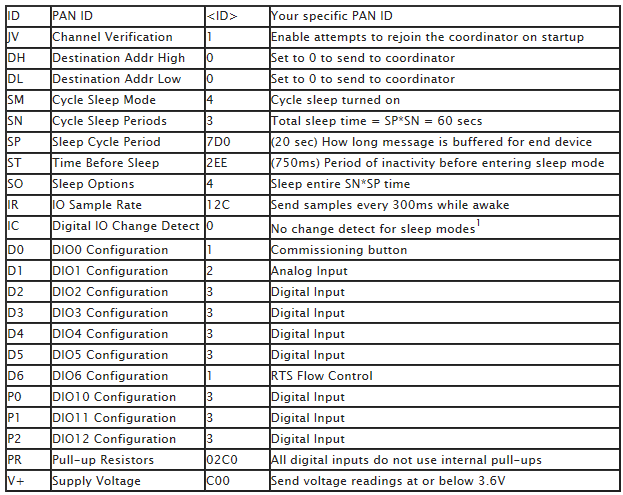 ID PAN ID <ID> Your specific PAN ID
JV Channel Verification 1 Enable attempts to rejoin the coordinator on startup
DH Destination Addr High 0 Set to 0 to send to coordinator
DL Destination Addr Low 0 Set to 0 to send to coordinator
SM Cycle Sleep Mode 4 Cycle sleep turned on
SN Cycle Sleep Periods 3 Total sleep time = SP*SN = 60 secs
SP Sleep Cycle Period 7D0 (20 sec) How long message is buffered for end device
ST Time Before Sleep 2EE (750ms) Period of inactivity before entering sleep mode
SO Sleep Options 4 Sleep entire SN*SP time
IR IO Sample Rate 12C Send samples every 300ms while awake
IC Digital IO Change Detect 0 No change detect for sleep modes1
D0 DIO0 Configuration 1 Commissioning button
D1 DIO1 Configuration 2 Analog Input
D2 DIO2 Configuration 3 Digital Input
D3 DIO3 Configuration 3 Digital Input
D4 DIO4 Configuration 3 Digital Input
D5 DIO5 Configuration 3 Digital Input
D6 DIO6 Configuration 1 RTS Flow Control
P0 DIO10 Configuration 3 Digital Input
P1 DIO11 Configuration 3 Digital Input
P2 DIO12 Configuration 3 Digital Input
PR Pull-up Resistors 02C0 All digital inputs do not use internal pull-ups
V+ Supply Voltage C00 Send voltage readings at or below 3.6V